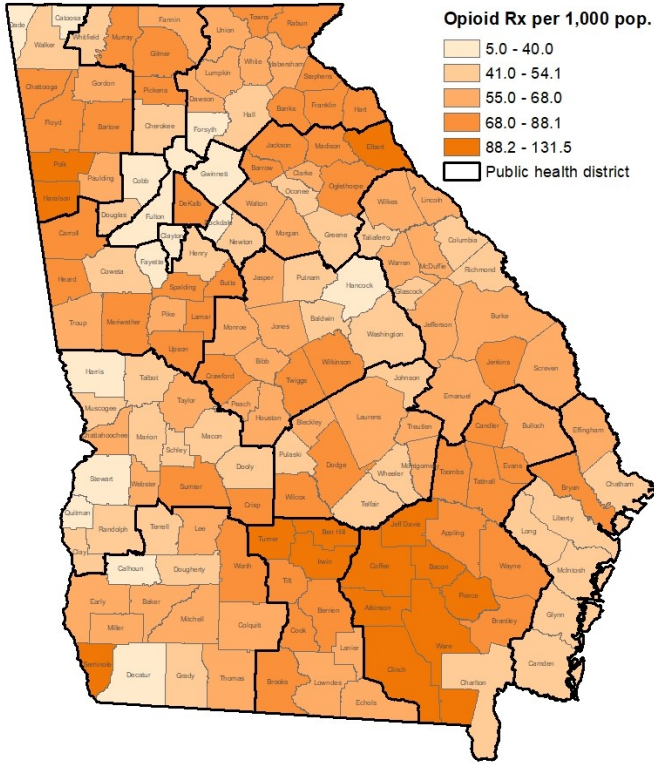 Opioid Rx per 1,000 pop.
5.0 - 40.0
41.0 - 54.1
55.0 - 68.0
68.0 - 88.1
88.2 - 131.5
Public health district
Dade
Catoosa
Fannin
Towns
Rabun
Walker
Whitfield
Murray
Union
Gilmer
White
Habersham
Lumpkin
Stephens
Chattooga
Gordon
Pickens
Dawson
Banks
Franklin
Hart
Hall
Floyd
Bartow
Cherokee
Forsyth
Jackson
Madison
Elbert
Polk
Barrow
Clarke
Paulding
Cobb
Gwinnett
Oconee
Oglethorpe
Haralson
DeKalb
Walton
Wilkes
Lincoln
Douglas
Fulton
Rockdale
Morgan
Greene
Carroll
Clayton
Newton
Taliaferro
Columbia
Henry
Fayette
Warren
McDuffie
Richmond
Coweta
Heard
Spalding
Butts
Jasper
Putnam
Hancock
Glascock
Troup
Meriwether
Pike
Lamar
Monroe
Jones
Baldwin
Jefferson
Burke
Washington
Upson
Bibb
Wilkinson
Jenkins
Screven
Harris
Talbot
Crawford
Twiggs
Johnson
Emanuel
Muscogee
Taylor
Peach
Houston
Bleckley
Laurens
Chattahoochee
Marion
Macon
Treutlen
Candler
Bulloch
Effingham
Schley
Pulaski
Dodge
Stewart
Webster
Sumter
Dooly
Wheeler
Montgomery
Toombs
Tattnall
Evans
Bryan
Chatham
Quitman
Crisp
Wilcox
Telfair
Randolph
Terrell
Lee
Turner
Ben Hill
Jeff Davis
Appling
Long
Liberty
Clay
Calhoun
Dougherty
Worth
Irwin
Coffee
Bacon
Wayne
McIntosh
Early
Baker
Tift
Pierce
Miller
Mitchell
Colquitt
Berrien
Atkinson
Brantley
Glynn
Cook
Seminole
Decatur
Grady
Thomas
Brooks
Lanier
Lowndes
Clinch
Ware
Charlton
Camden
Echols